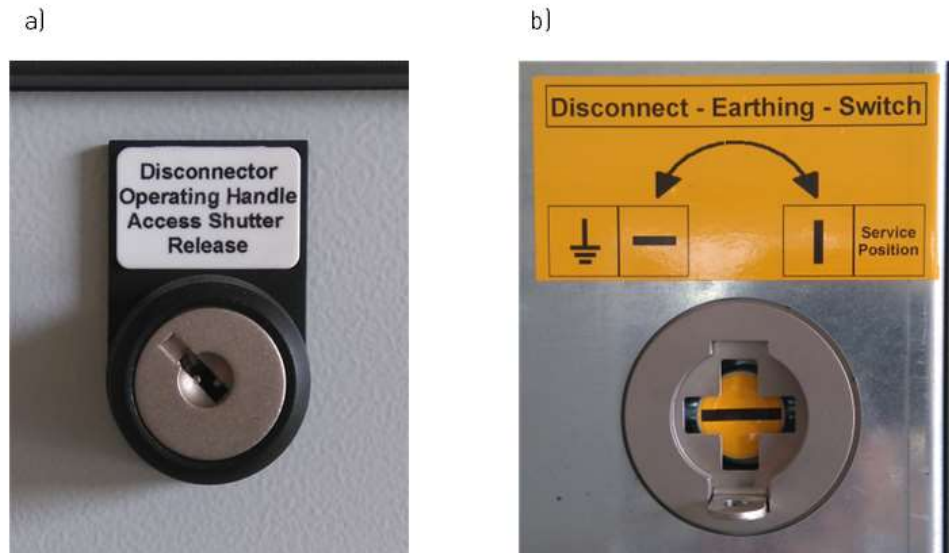 a)
b)
Disconnector
Operating Handle
Access Shutter
Release
Disconnect - Earthing - Switch
Service
Position